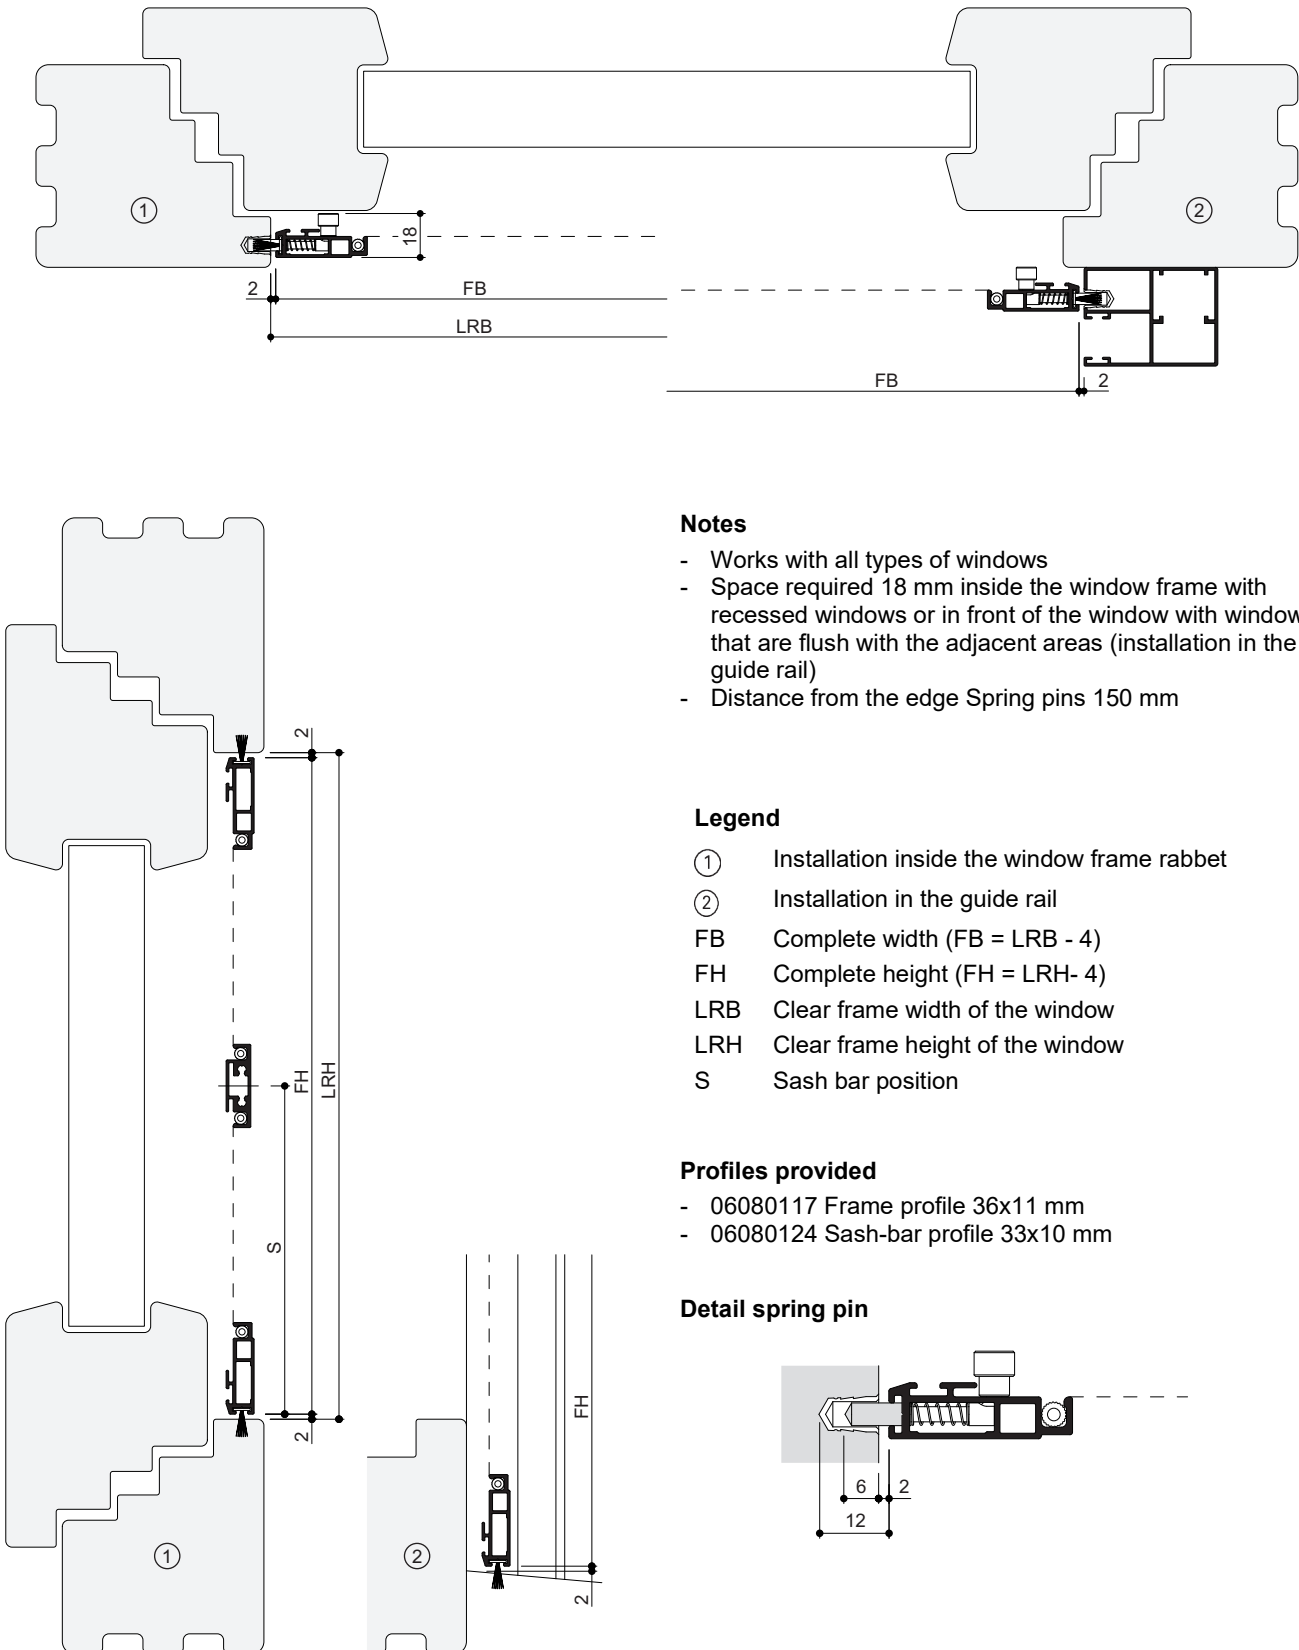 1
2
18
2
FB
LRB
FB
2
Notes
- Works with all types of windows
- Space required 18 mm inside the window frame with
recessed windows or in front of the window with window
that are flush with the adjacent areas (installation in the
guide rail)
- Distance from the edge Spring pins 150 mm
2
FH
LRH
S
2
1
2
FH
2
Legend
1 Installation inside the window frame rabbet
2 Installation in the guide rail
FB Complete width (FB = LRB - 4)
FH Complete height (FH = LRH- 4)
LRB Clear frame width of the window
LRH Clear frame height of the window
S Sash bar position
Profiles provided
- 06080117 Frame profile 36x11 mm
- 06080124 Sash-bar profile 33x10 mm
Detail spring pin
6 2
12